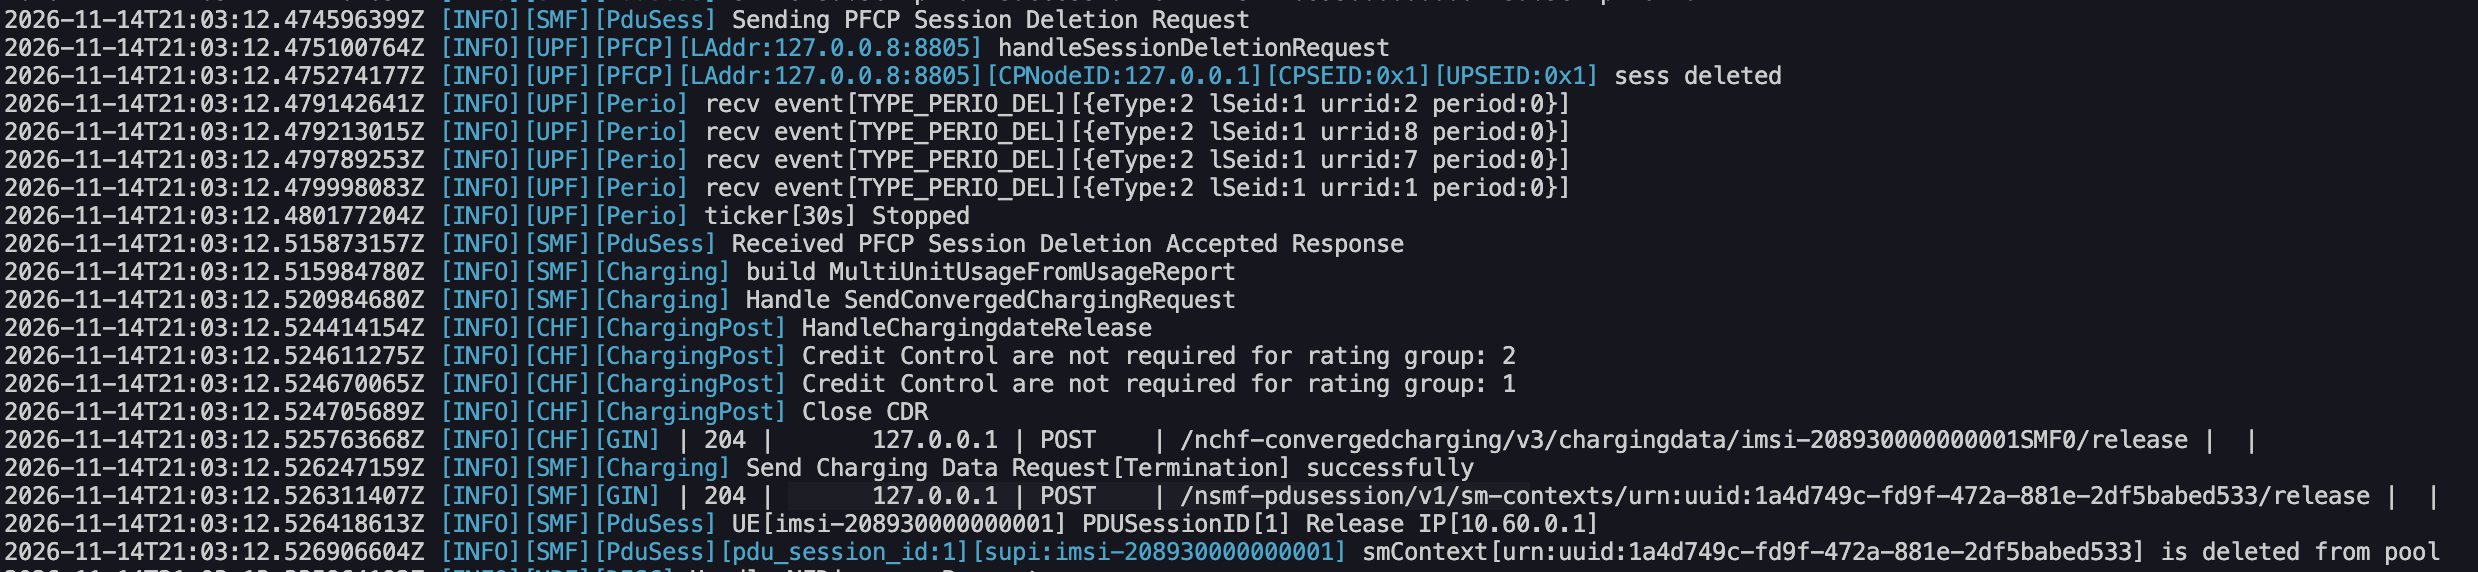 2026-11-14T21:03:12.474596399Z [INFO][SMF][PduSess] Sending PFCP Session Deletion Request
2026-11-14T21:03:12.475100764Z [INFO][UPF][PFCP][LAddr:127.0.0.8:8805] handleSessionDeletionRequest
2026-11-14T21:03:12.475274177Z [INFO][UPF][PFCP][LAddr:127.0.0.8:8805][CPNodeID:127.0.0.1][CPSEID:0x1][UPSEID:0x1] sess deleted
2026-11-14T21:03:12.479142641Z [INFO][UPF][Perio] recv event[TYPE_PERIO_DEL][{eType:2 lSeid:1 urrid:2 period:0}]
2026-11-14T21:03:12.479213015Z [INFO][UPF][Perio] recv event[TYPE_PERIO_DEL][{eType:2 lSeid:1 urrid:8 period:0}]
2026-11-14T21:03:12.479789253Z [INFO][UPF][Perio] recv event[TYPE_PERIO_DEL][{eType:2 lSeid:1 urrid:7 period:0}]
2026-11-14T21:03:12.479998083Z [INFO][UPF][Perio] recv event[TYPE_PERIO_DEL][{eType:2 lSeid:1 urrid:1 period:0}]
2026-11-14T21:03:12.480177204Z [INFO][UPF][Perio] ticker[30s] Stopped
2026-11-14T21:03:12.515873157Z [INFO][SMF][PduSess] Received PFCP Session Deletion Accepted Response
2026-11-14T21:03:12.515984780Z [INFO][SMF][Charging] build MultiUnitUsageFromUsageReport
2026-11-14T21:03:12.520984680Z [INFO][SMF][Charging] Handle SendConvergedChargingRequest
2026-11-14T21:03:12.524414154Z [INFO][CHF][ChargingPost] HandleChargingdateRelease
2026-11-14T21:03:12.524611275Z [INFO][CHF][ChargingPost] Credit Control are not required for rating group: 2
2026-11-14T21:03:12.524670065Z [INFO][CHF][ChargingPost] Credit Control are not required for rating group: 1
2026-11-14T21:03:12.524705689Z [INFO][CHF][ChargingPost] Close CDR
2026-11-14T21:03:12.525763668Z [INFO][CHF][GIN] | 204 |       127.0.0.1 | POST    | /nchf-convergedcharging/v3/chargingdata/imsi-208930000000001SMF0/release |  |
2026-11-14T21:03:12.526247159Z [INFO][SMF][Charging] Send Charging Data Request[Termination] successfully
2026-11-14T21:03:12.526311407Z [INFO][SMF][GIN] | 204 |       127.0.0.1 | POST    | /nsmf-pdusession/v1/sm-contexts/urn:uuid:1a4d749c-fd9f-472a-881e-2df5babed533/release |  |
2026-11-14T21:03:12.526418613Z [INFO][SMF][PduSess] UE[imsi-208930000000001] PDUSessionID[1] Release IP[10.60.0.1]
2026-11-14T21:03:12.526906604Z [INFO][SMF][PduSess][pdu_session_id:1][supi:imsi-208930000000001] smContext[urn:uuid:1a4d749c-fd9f-472a-881e-2df5babed533] is deleted from pool